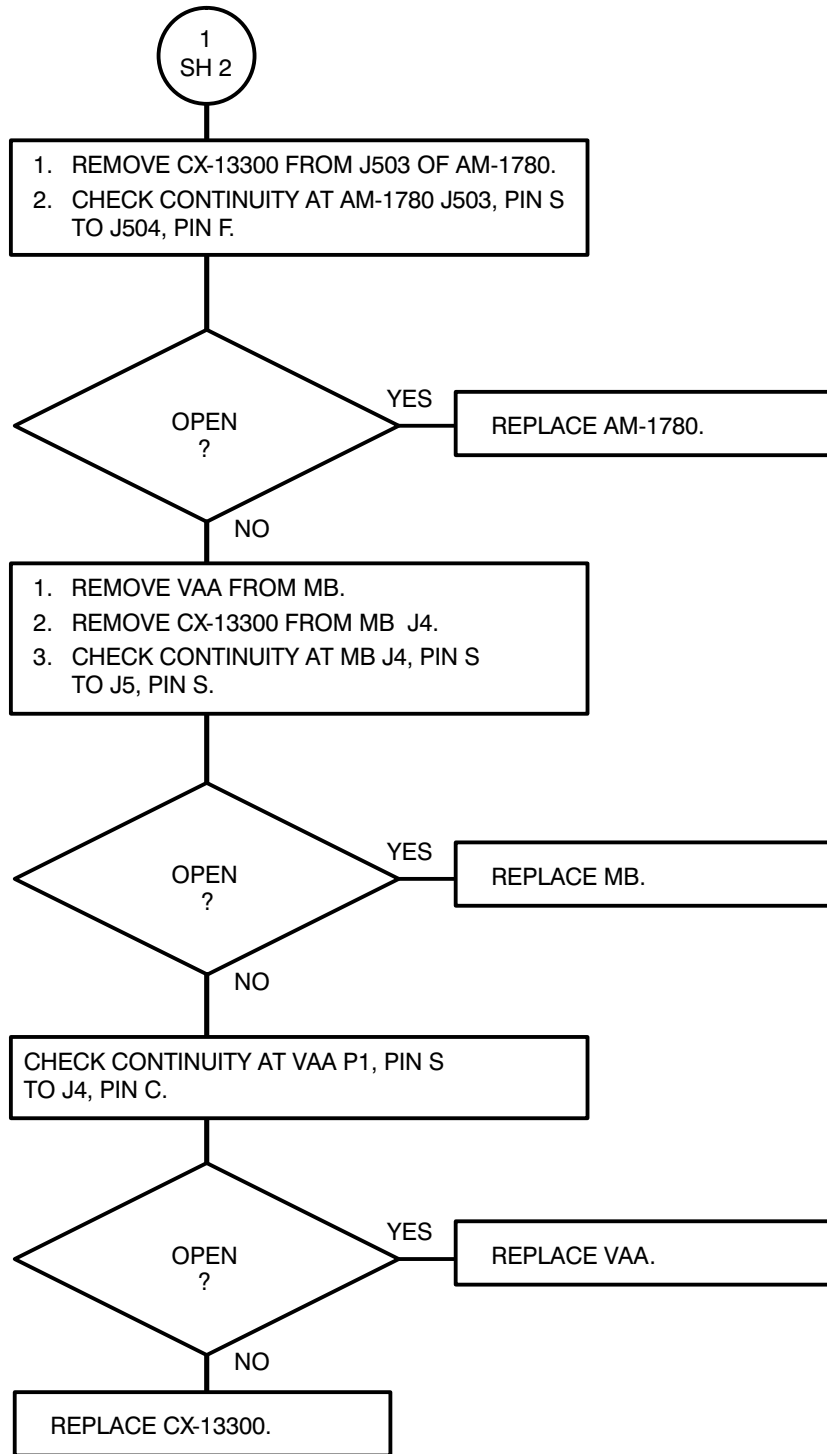 1
SH 2
1. REMOVE CX-13300 FROM J503 OF AM-1780.
2. CHECK CONTINUITY AT AM-1780 J503, PIN S
TO J504, PIN F.
OPEN
?
YES
REPLACE AM-1780.
NO
1. REMOVE VAA FROM MB.
2. REMOVE CX-13300 FROM MB J4.
3. CHECK CONTINUITY AT MB J4, PIN S
TO J5, PIN S.
OPEN
?
YES
REPLACE MB.
NO
CHECK CONTINUITY AT VAA P1, PIN S
TO J4, PIN C.
OPEN
?
YES
REPLACE VAA.
NO
REPLACE CX-13300.